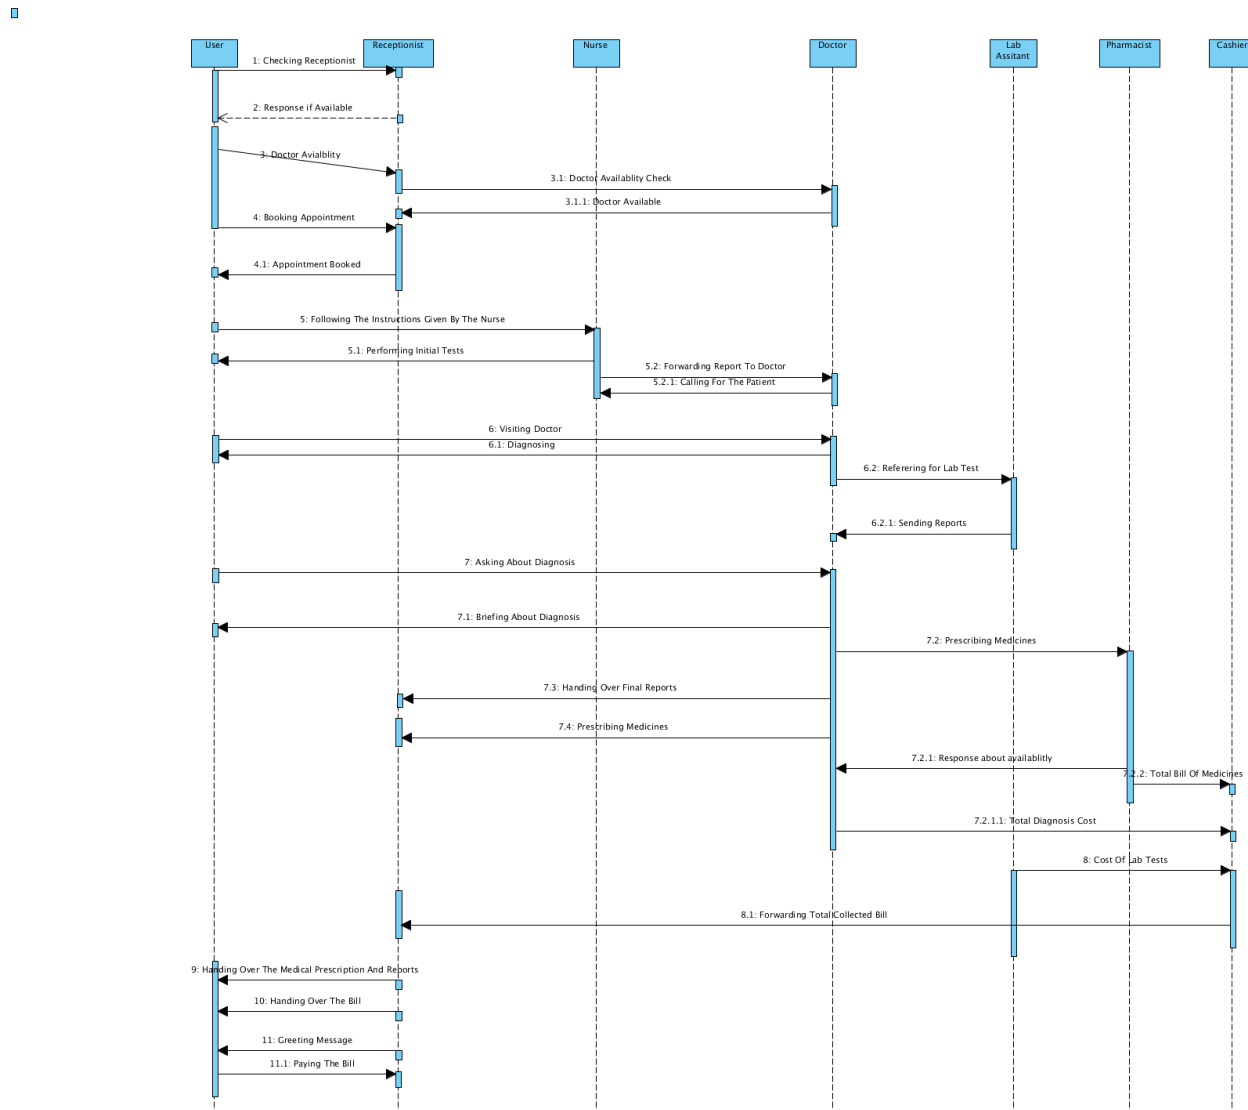 User
Receptionist
Nurse
Doctor
Lab
Assitant
Pharmacist
Cashier
1: Checking Receptionist
2: Response if Available
3: Doctor Avialblity
3.1: Doctor Availablity Check
3.1.1: Doctor Available
4: Booking Appointment
4.1: Appointment Booked
5: Following The Instructions Given By The Nurse
5.1: Performing Initial Tests
5.2: Forwarding Report To Doctor
5.2.1: Calling For The Patient
6: Visiting Doctor
6.1: Diagnosing
6.2: Referering for Lab Test
6.2.1: Sending Reports
7: Asking About Diagnosis
7.1: Briefing About Diagnosis
7.2: Prescribing Medicines
7.3: Handing Over Final Reports
7.4: Prescribing Medicines
7.2.1: Response about availablitly
7.2.2: Total Bill Of Medicines
7.2.1.1: Total Diagnosis Cost
8: Cost Of Lab Tests
8.1: Forwarding Total Collected Bill
9: Handing Over The Medical Prescription And Reports
10: Handing Over The Bill
11: Greeting Message
11.1: Paying The Bill